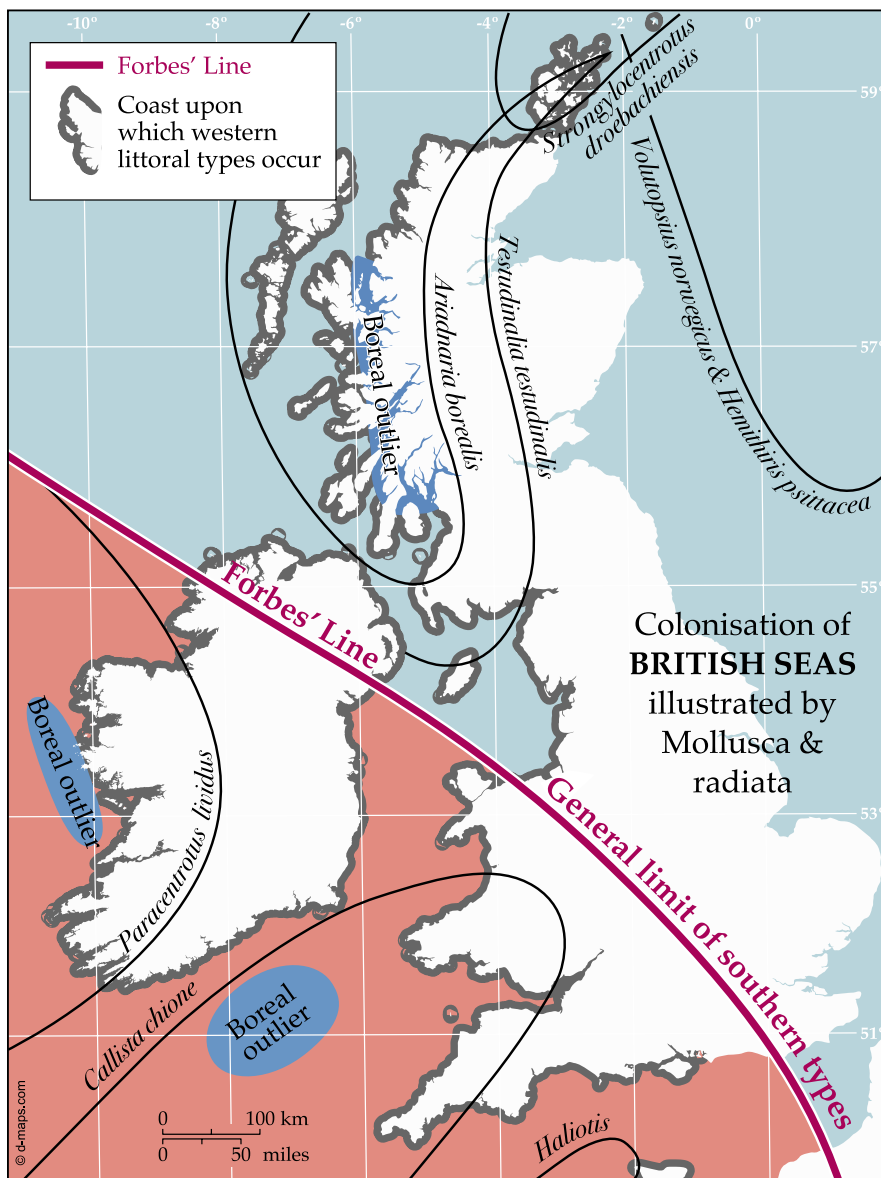 -10°
-8°
-6°
-4°
-2°
0°
Forbes’ Line
Coast upon
which western
littoral types occur
59°
57°
55°
53°
51°
Strongylocentrotus
droebachiensis
Volutopsius norwegicus & Hemithiris psittacea
Testudinalia testudinalis
Ariadnaria borealis
Boreal outlier
Forbes’ Line
General limit of southern types
Colonisation of
BRITISH SEAS
illustrated by
Mollusca &
radiata
Boreal outlier
Paracentrotus lividus
Callista chione
Boreal
outlier
Haliotis
0 100 km
0 50 miles
© d-maps.com